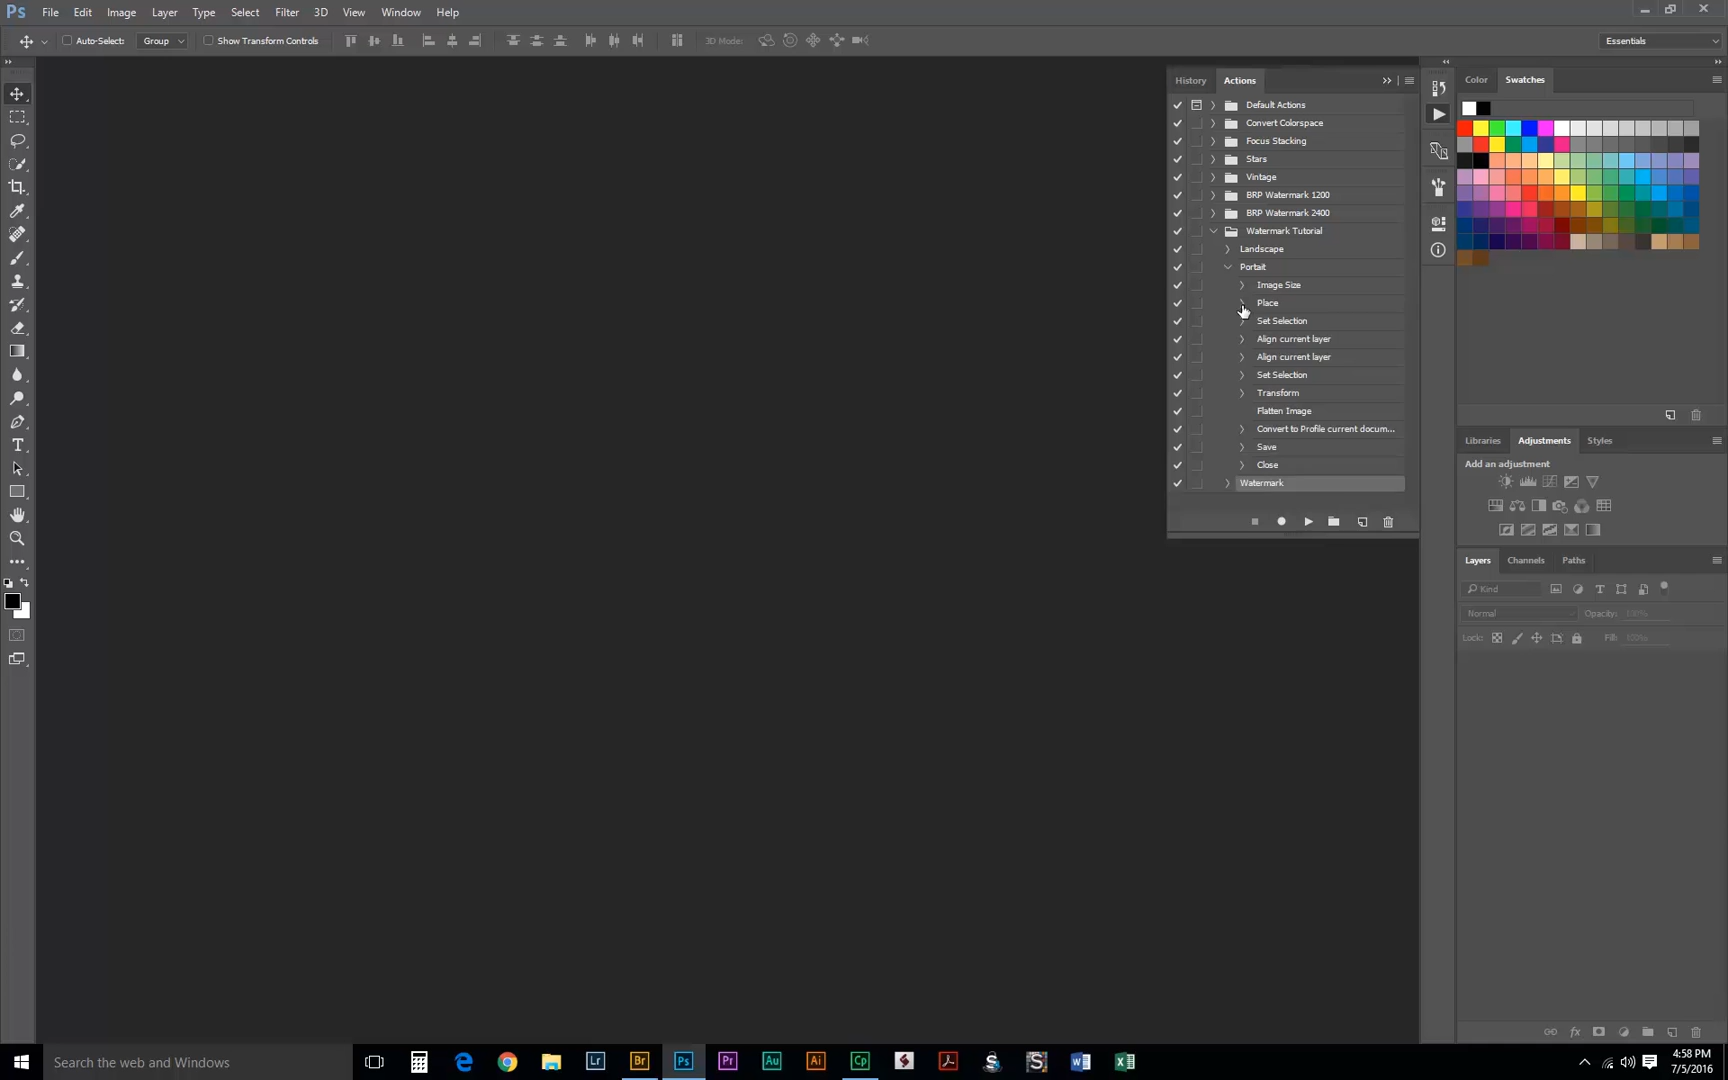 Ps File Edit Image Layer Type Select Filter 3D View Window Help
Auto-Select: Group Show Transform Controls 3D Mode: Essentials
History Actions
Default Actions
Convert Colorspace
Focus Stacking
Stars
Vintage
BRP Watermark 1200
BRP Watermark 2400
Watermark Tutorial
Landscape
Portait
Image Size
Place
Set Selection
Align current layer
Align current layer
Set Selection
Transform
Flatten Image
Convert to Profile current docum...
Save
Close
Watermark
Color Swatches
Libraries Adjustments Styles
Add an adjustment
Layers Channels Paths
Kind
Normal Opacity: 100%
Lock: Fill: 100%
Search the web and Windows
Lr Br Ps Pr Au Ai Cp
4:58 PM
7/5/2016